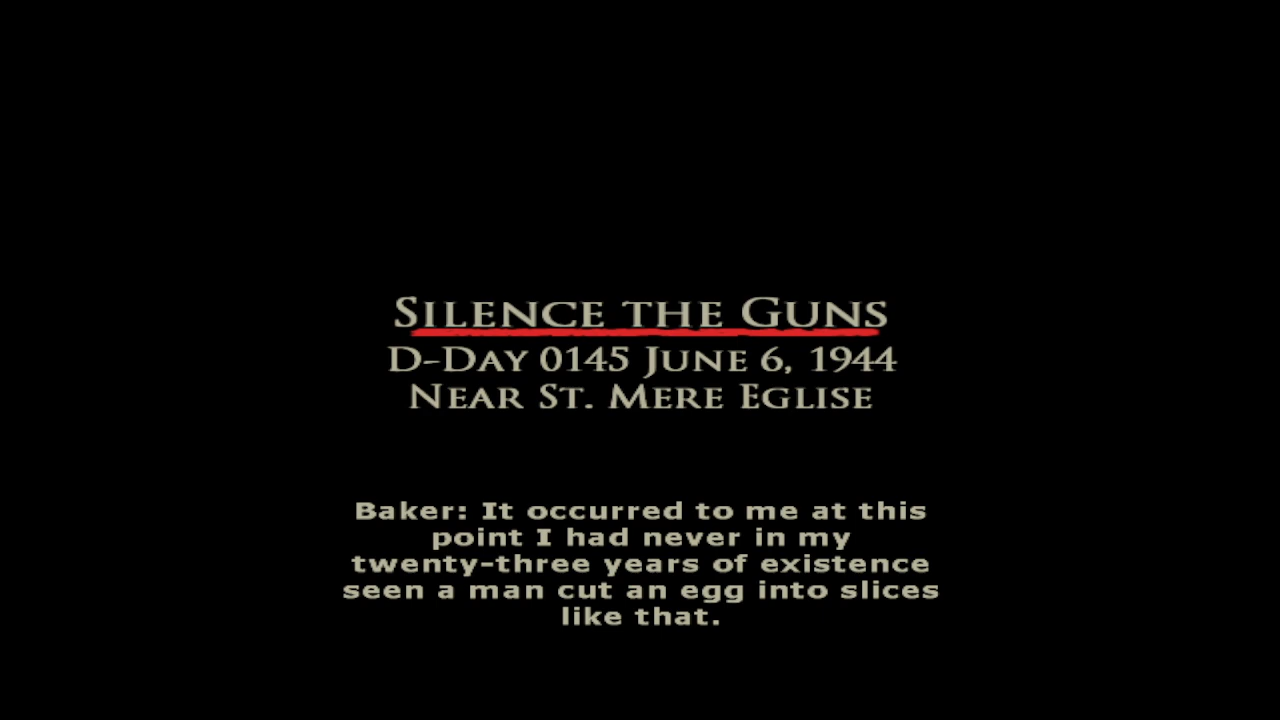 Silence the Guns
D-Day 0145 June 6, 1944
Near St. Mere Eglise
Baker: It occurred to me at this
point I had never in my
twenty-three years of existence
seen a man cut an egg into slices
like that.